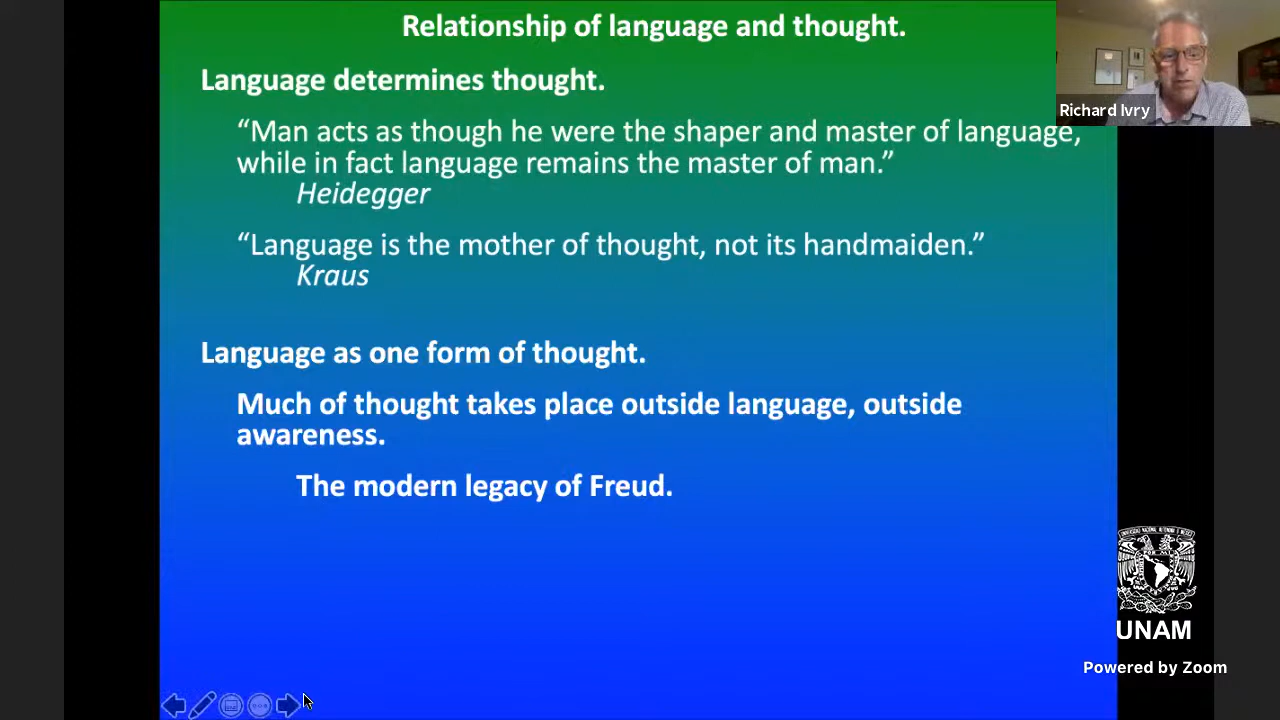 Relationship of language and thought.
Language determines thought.
“Man acts as though he were the shaper and master of language,
while in fact language remains the master of man.”
Heidegger
“Language is the mother of thought, not its handmaiden.”
Kraus
Language as one form of thought.
Much of thought takes place outside language, outside
awareness.
The modern legacy of Freud.
Richard Ivry
UNAM
Powered by Zoom